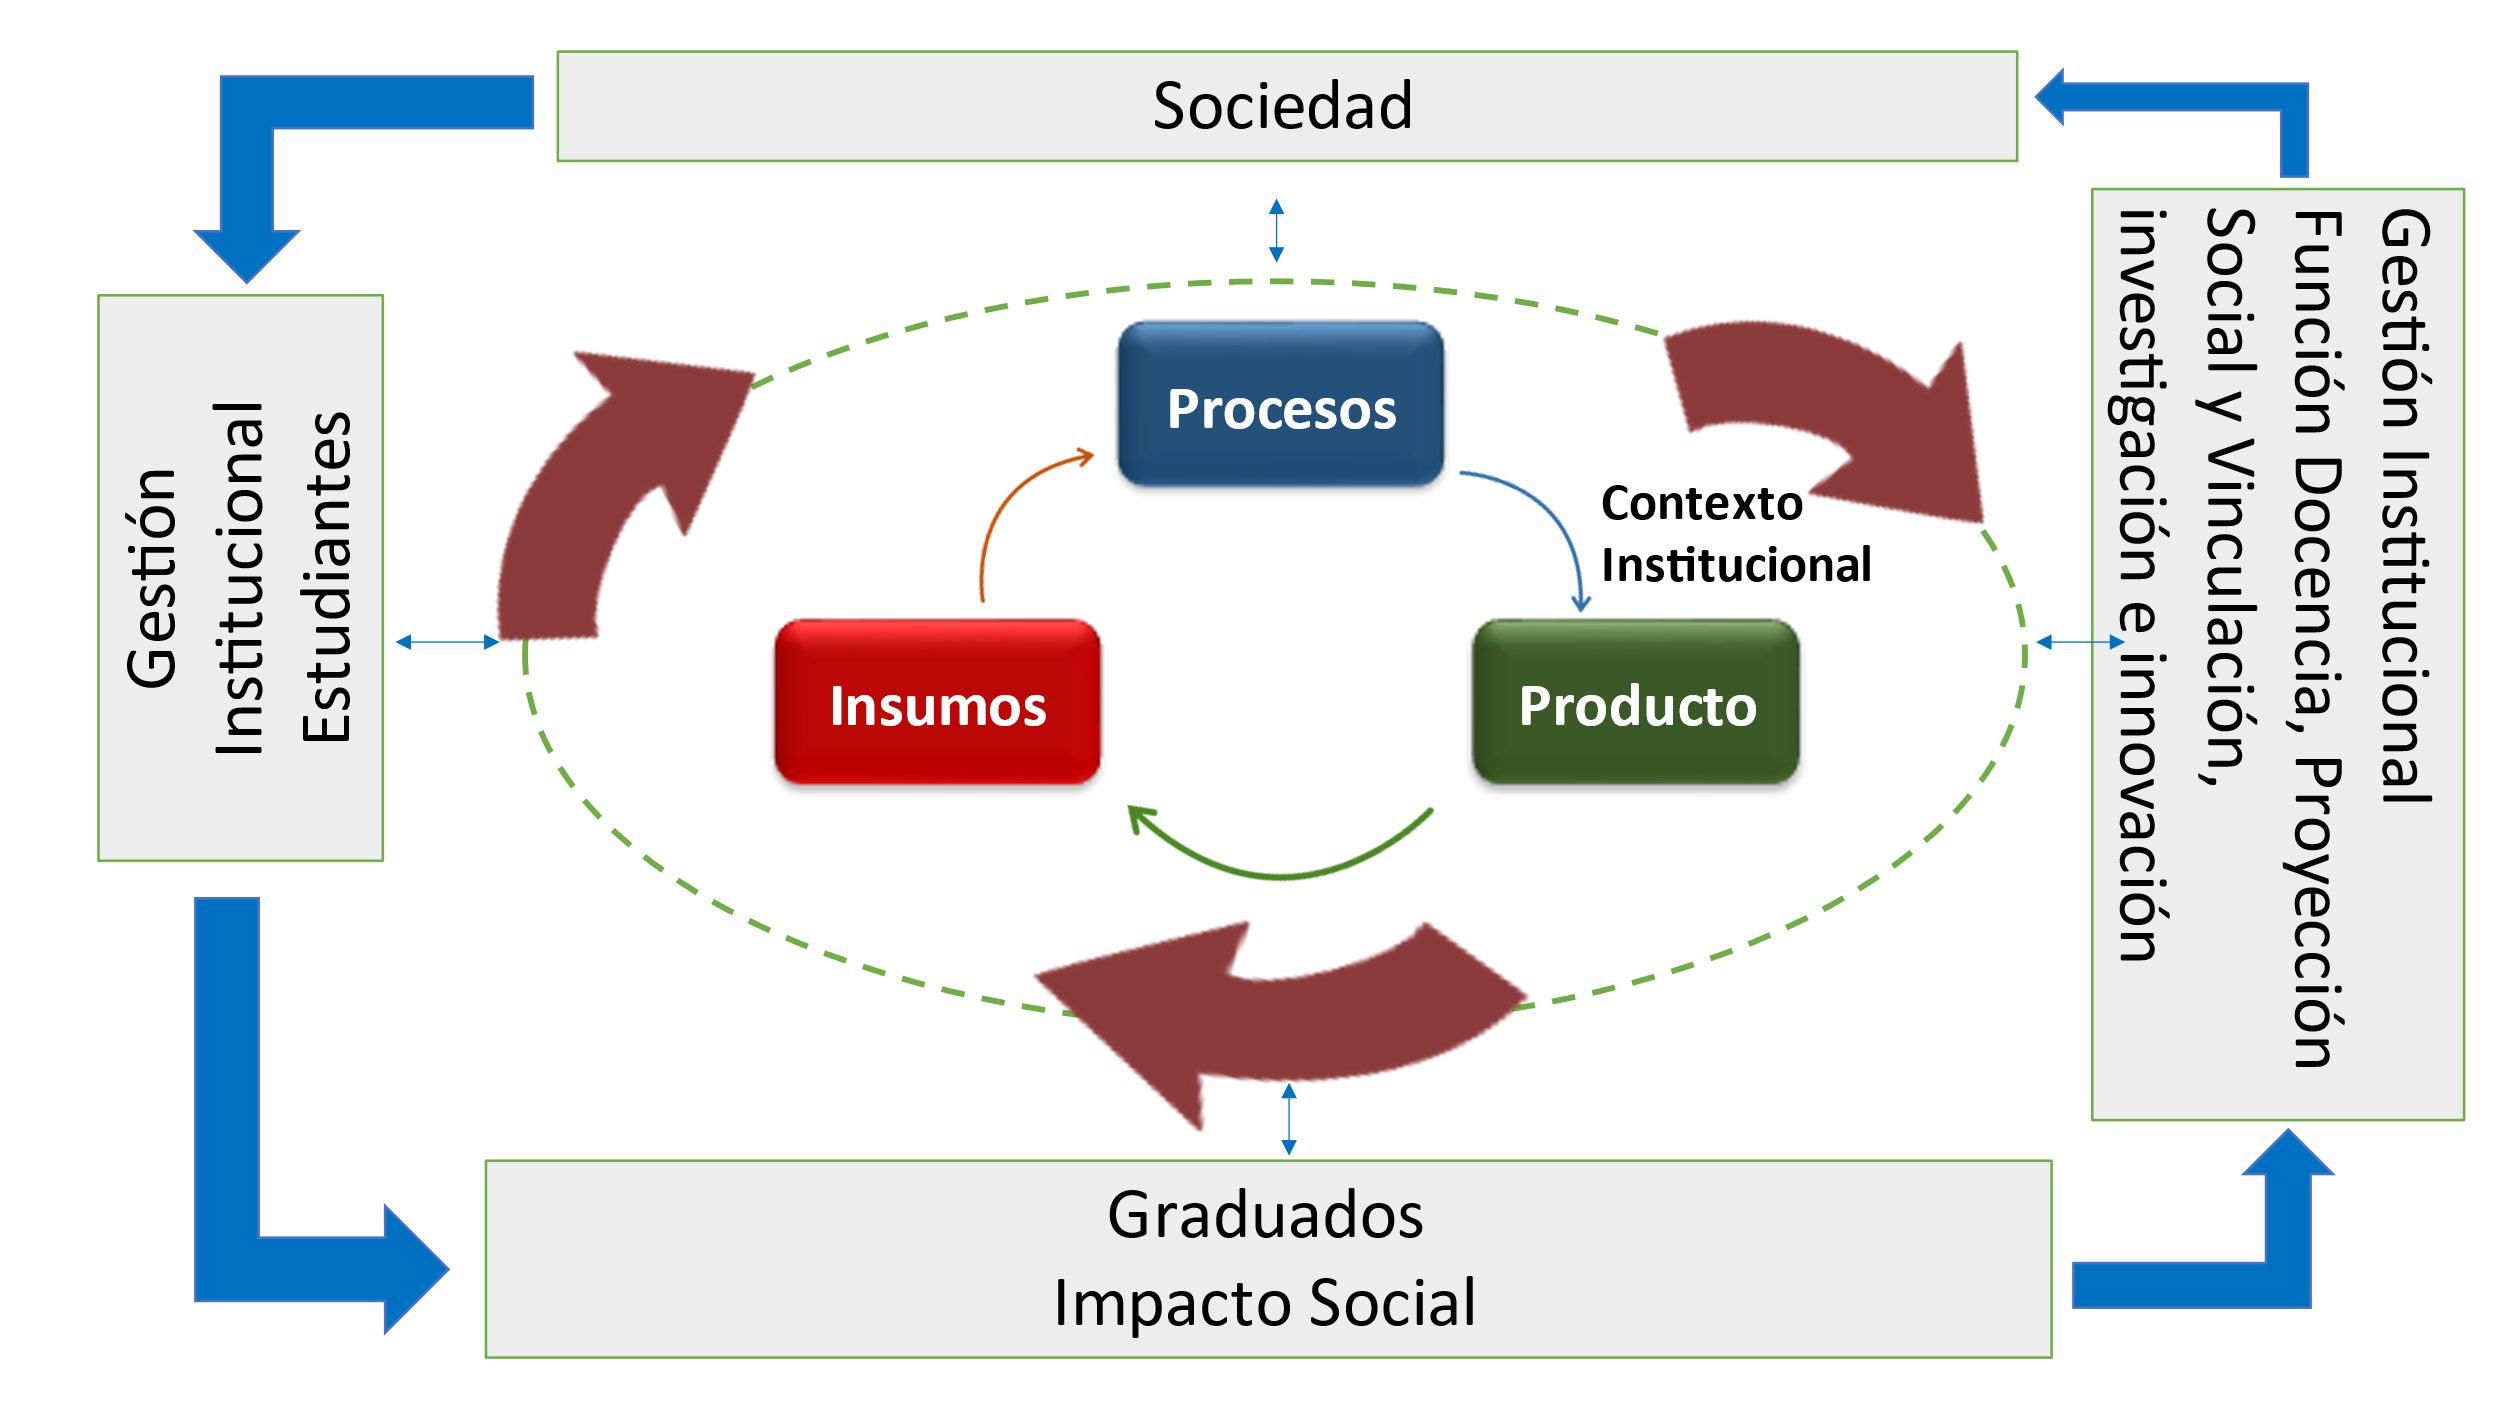 Sociedad
Gestión
Institucional
Estudiantes
Procesos
Contexto
Institucional
Insumos
Producto
Gestión Institucional
Función Docencia, Proyección
Social y Vinculación,
investigación e innovación
Graduados
Impacto Social